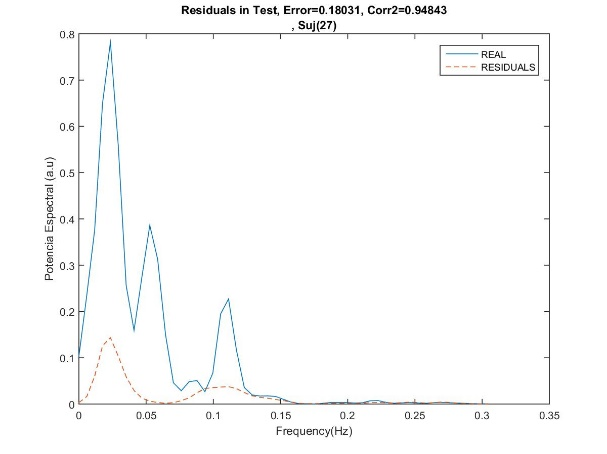 Residuals in Test, Error=0.18031, Corr2=0.94843
, Suj(27)
REAL
RESIDUALS
Potencia Espectral (a.u)
0.8
0.7
0.6
0.5
0.4
0.3
0.2
0.1
0
0 0.05 0.1 0.15 0.2 0.25 0.3 0.35
Frequency(Hz)